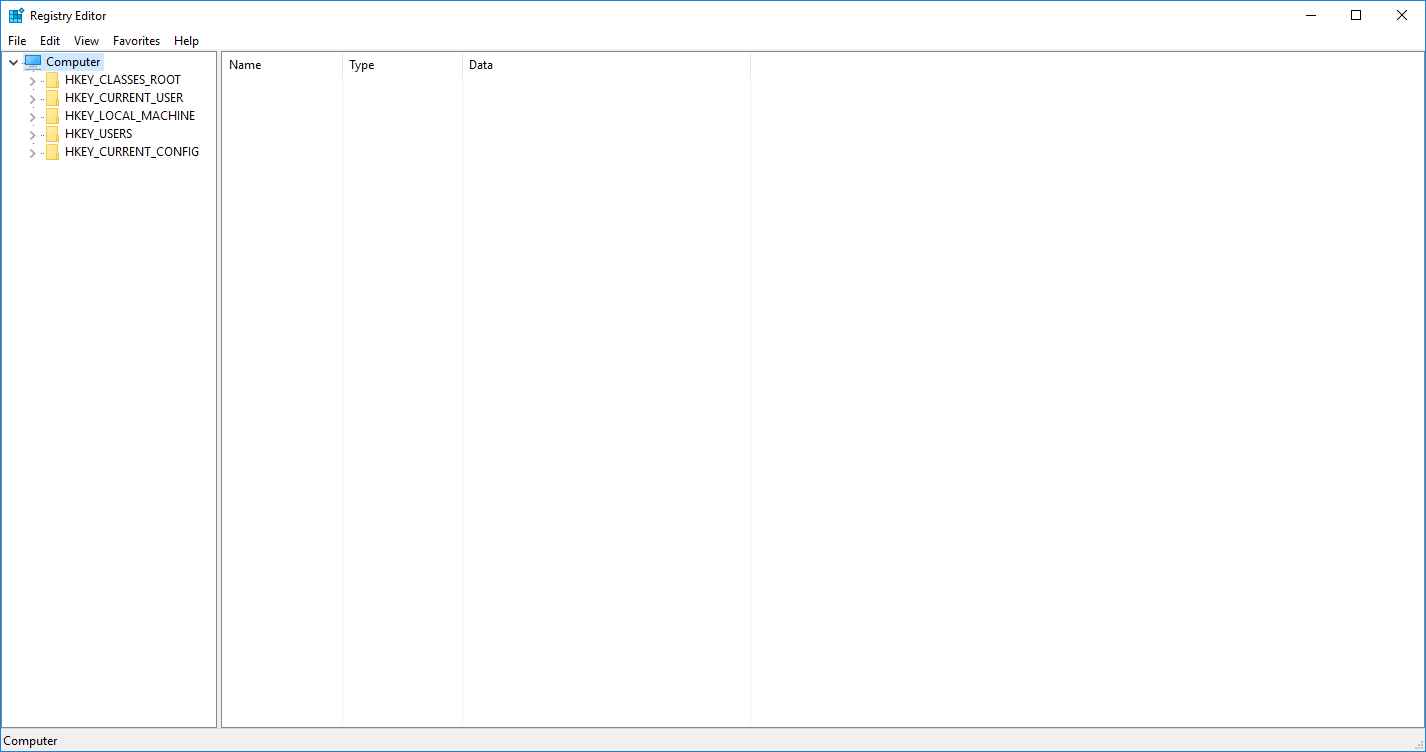 Registry Editor
File Edit View Favorites Help
Computer
HKEY_CLASSES_ROOT
HKEY_CURRENT_USER
HKEY_LOCAL_MACHINE
HKEY_USERS
HKEY_CURRENT_CONFIG
Name Type Data
Computer